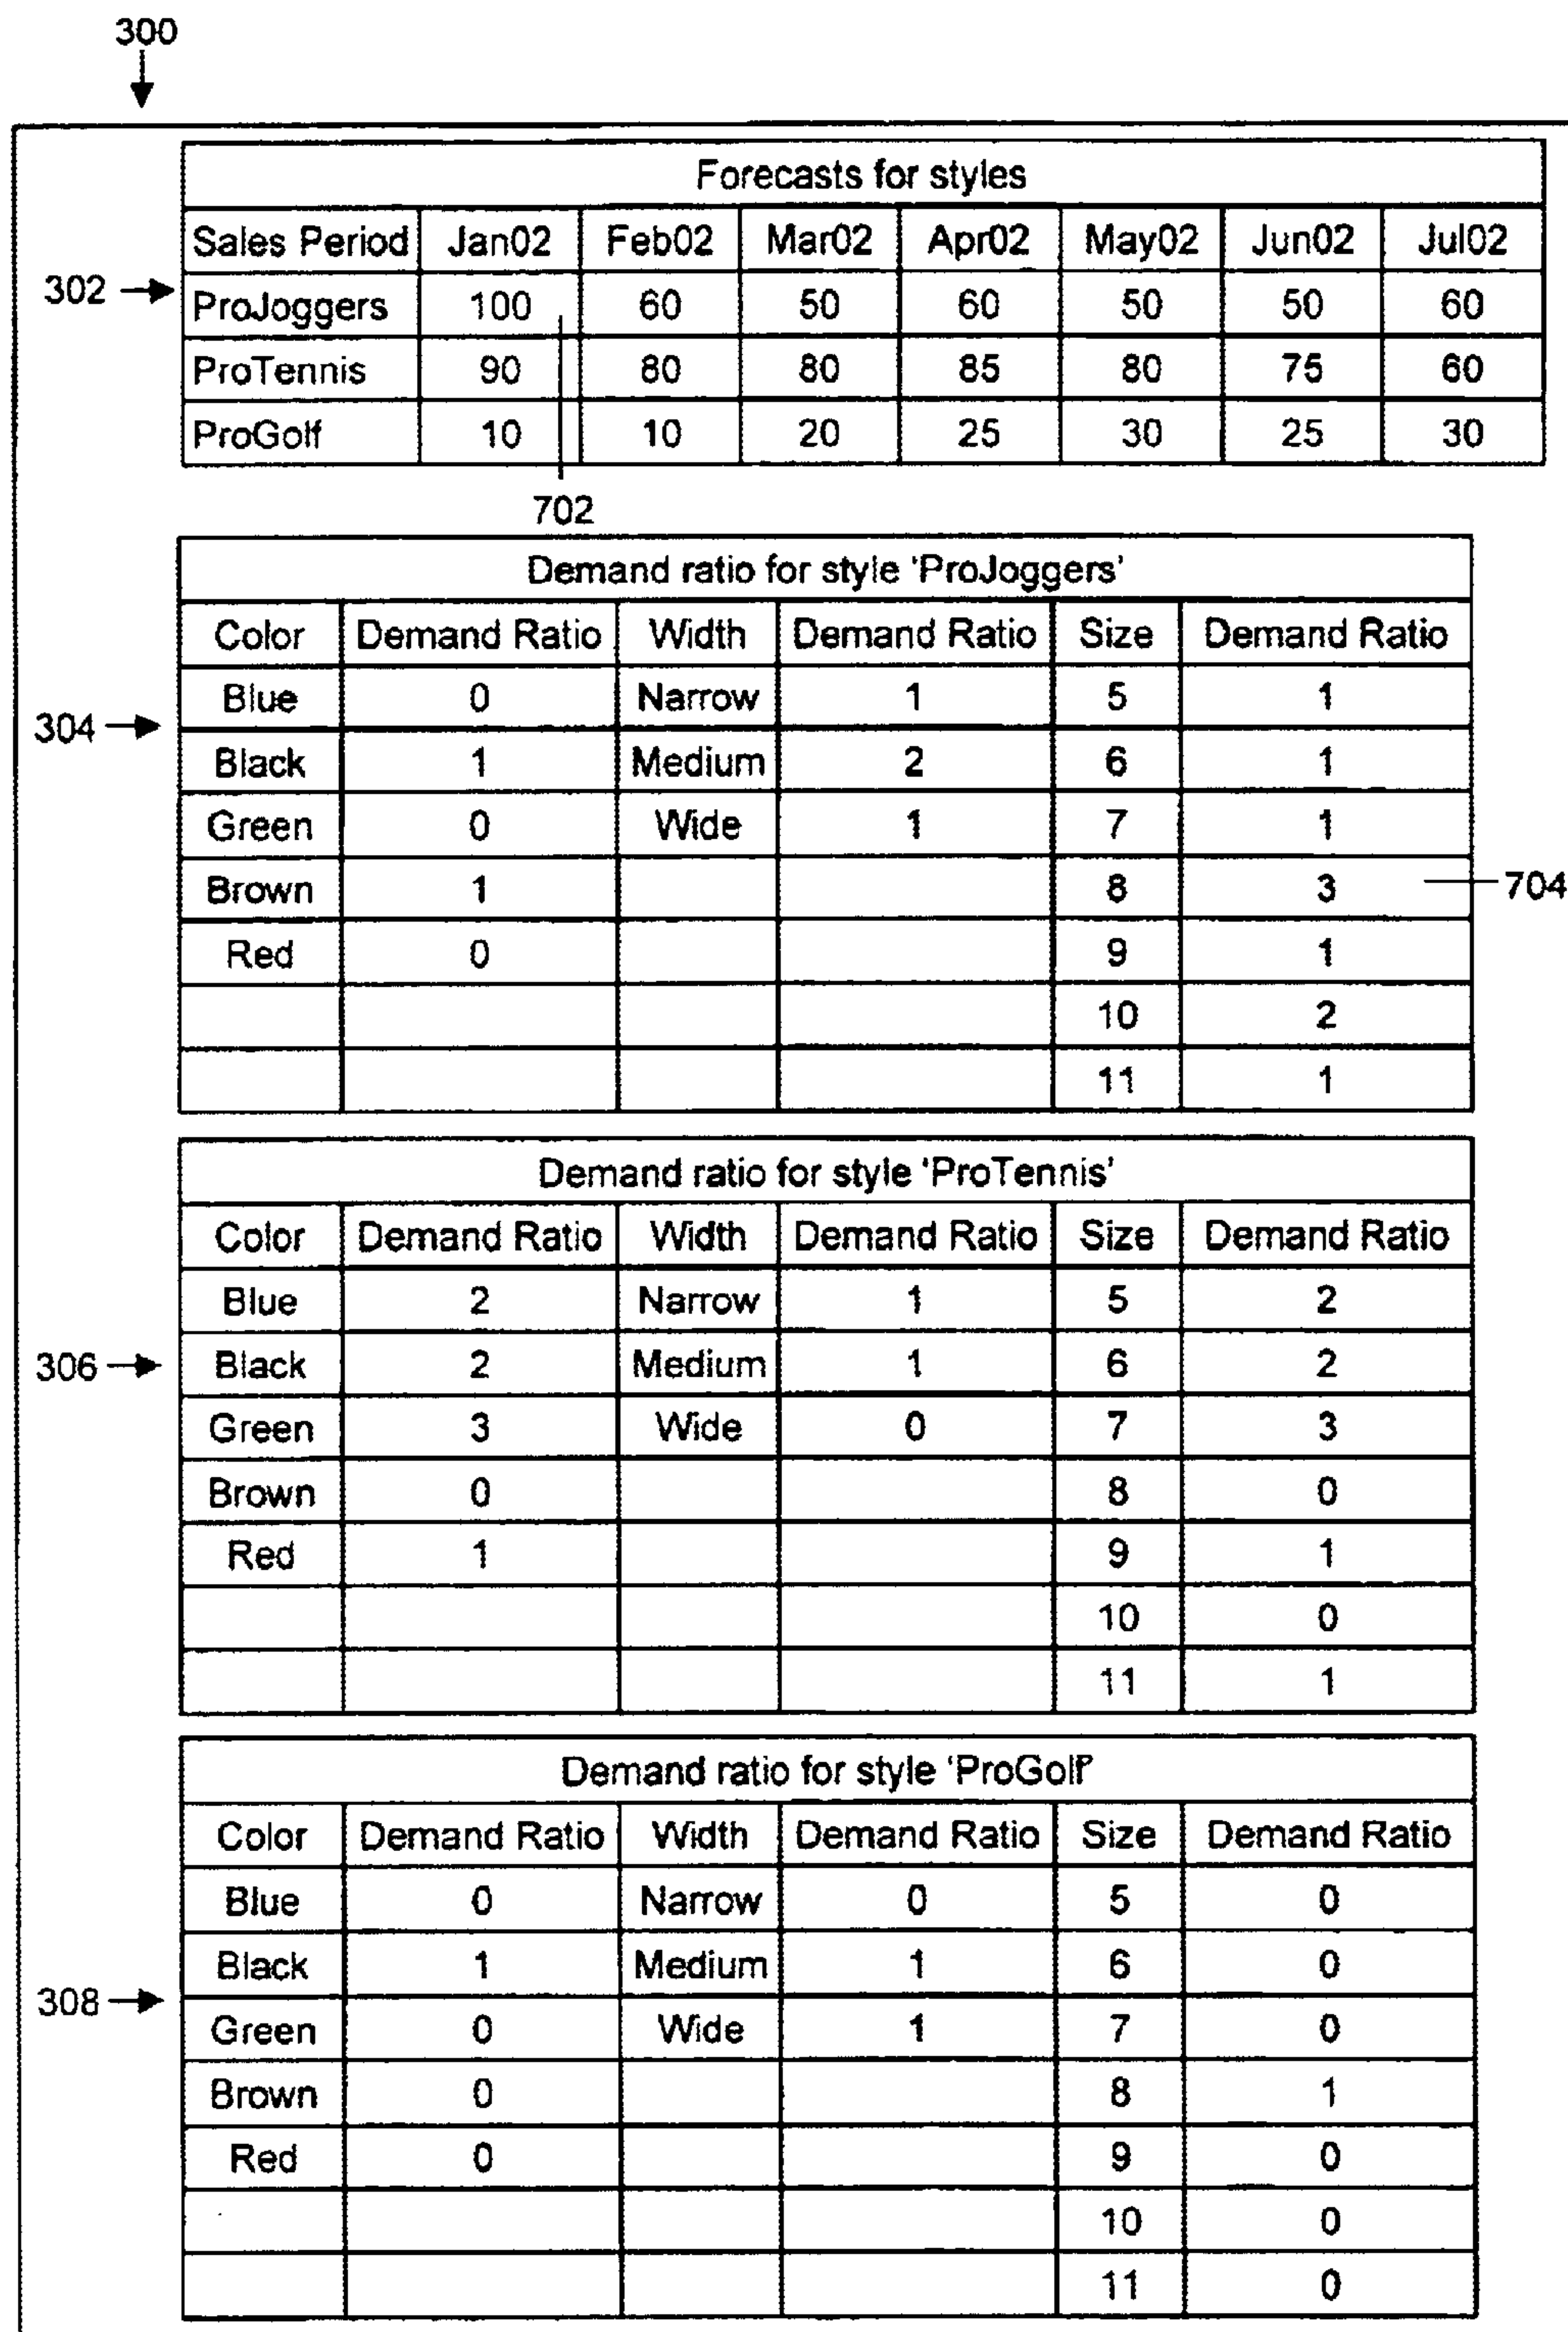 300
Forecasts for styles
Sales Period Jan02 Feb02 Mar02 Apr02 May02 Jun02 Jul02
302
ProJoggers 100 60 50 60 50 50 60
ProTennis 90 80 80 85 80 75 60
ProGolf 10 10 20 25 30 25 30
702
Demand ratio for style 'ProJoggers'
Color Demand Ratio Width Demand Ratio Size Demand Ratio
Blue 0 Narrow 1 5 1
304
Black 1 Medium 2 6 1
Green 0 Wide 1 7 1
Brown 1 8 3 704
Red 0 9 1
10 2
11 1
Demand ratio for style 'ProTennis'
Color Demand Ratio Width Demand Ratio Size Demand Ratio
Blue 2 Narrow 1 5 2
306 Black 2 Medium 1 6 2
Green 3 Wide 0 7 3
Brown 0 8 0
Red 1 9 1
10 0
11 1
Demand ratio for style 'ProGolf'
Color Demand Ratio Width Demand Ratio Size Demand Ratio
Blue 0 Narrow 0 5 0
Black 1 Medium 1 6 0
308
Green 0 Wide 1 7 0
Brown 0 8 1
Red 0 9 0
10 0
11 0